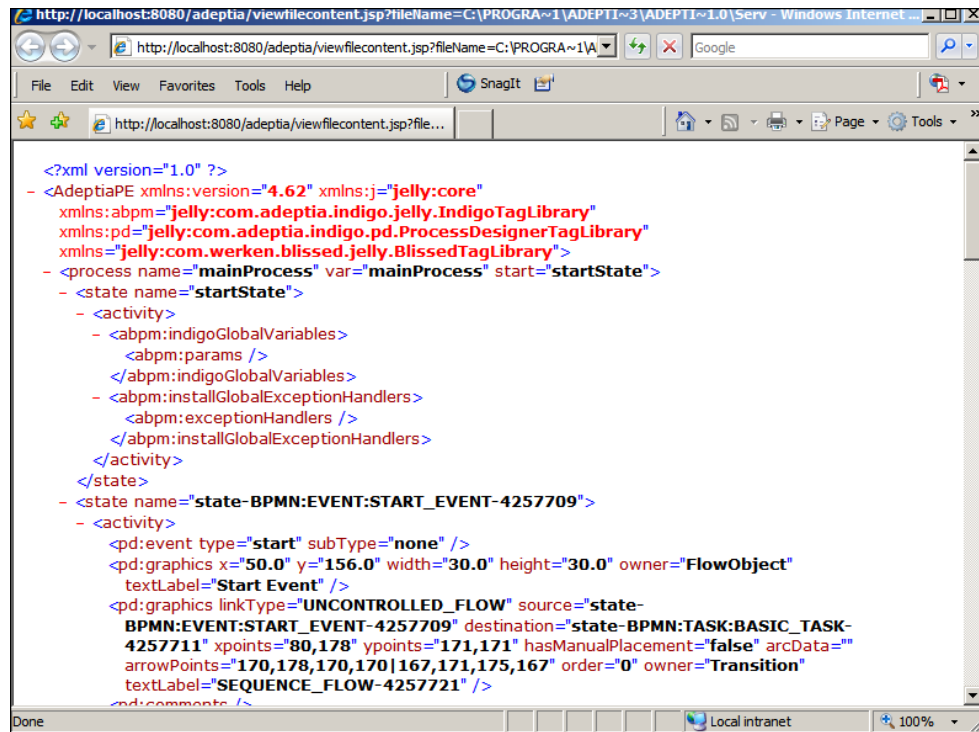 http://localhost:8080/adeptia/viewfilecontent.jsp?fileName=C:\PROGRA~1\ADEPTI~3\ADEPTI~1.0\Serv - Windows Internet ...
http://localhost:8080/adeptia/viewfilecontent.jsp?fileName=C:\PROGRA~1\A
Google
File Edit View Favorites Tools Help SnagIt
http://localhost:8080/adeptia/viewfilecontent.jsp?file... Page Tools »
<?xml version="1.0" ?>
- <AdeptiaPE xmlns:version="4.62" xmlns:j="jelly:core"
xmlns:abpm="jelly:com.adeptia.indigo.jelly.IndigoTagLibrary"
xmlns:pd="jelly:com.adeptia.indigo.pd.ProcessDesignerTagLibrary"
xmlns="jelly:com.werken.blissed.jelly.BlissedTagLibrary">
- <process name="mainProcess" var="mainProcess" start="startState">
- <state name="startState">
- <activity>
- <abpm:indigoGlobalVariables>
<abpm:params />
</abpm:indigoGlobalVariables>
- <abpm:installGlobalExceptionHandlers>
<abpm:exceptionHandlers />
</abpm:installGlobalExceptionHandlers>
</activity>
</state>
- <state name="state-BPMN:EVENT:START_EVENT-4257709">
- <activity>
<pd:event type="start" subType="none" />
<pd:graphics x="50.0" y="156.0" width="30.0" height="30.0" owner="FlowObject"
textLabel="Start Event" />
<pd:graphics linkType="UNCONTROLLED_FLOW" source="state-
BPMN:EVENT:START_EVENT-4257709" destination="state-BPMN:TASK:BASIC_TASK-
4257711" xpoints="80,178" ypoints="171,171" hasManualPlacement="false" arcData=""
arrowPoints="170,178,170,170|167,171,175,167" order="0" owner="Transition"
textLabel="SEQUENCE_FLOW-4257721" />
<pd:comments />
Done Local intranet 100%